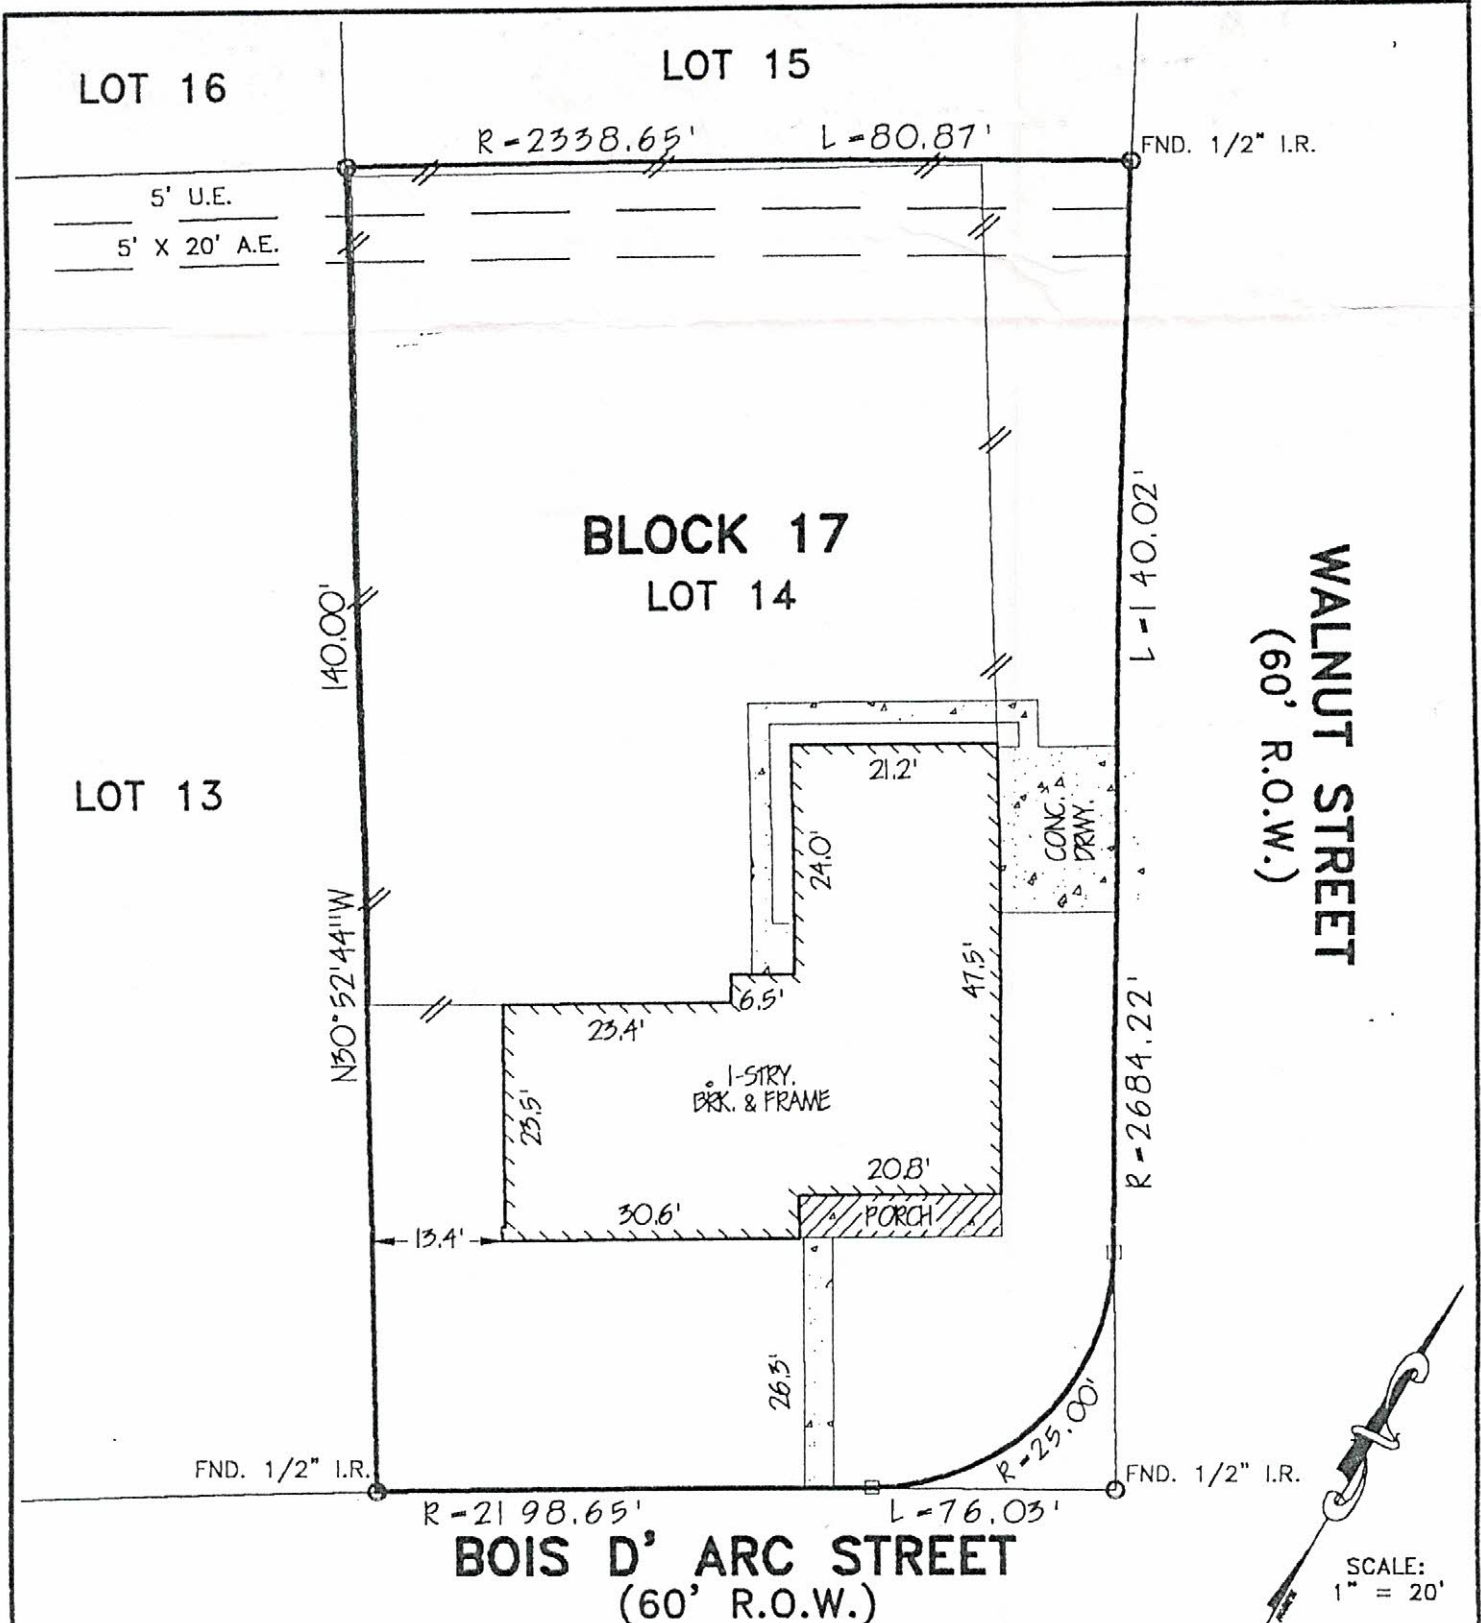 LOT 16
LOT 15
R=2338.65'
L=80.87'
FND. 1/2" I.R.
5' U.E.
5' X 20' A.E.
BLOCK 17
LOT 14
L=140.02'
WALNUT STREET
(60' R.O.W.)
140.00'
LOT 13
21.2'
24.0'
CONC.
DRWY.
N30°52'44"W
47.5'
6.5'
23.4'
R=2684.22'
1-STRY.
BRK. & FRAME
23.5'
20.8'
30.6'
PORCH
13.4'
26.3'
R=25.00'
FND. 1/2" I.R.
FND. 1/2" I.R.
R=2198.65'
L=76.03'
BOIS D' ARC STREET
(60' R.O.W.)
SCALE:
1" = 20'